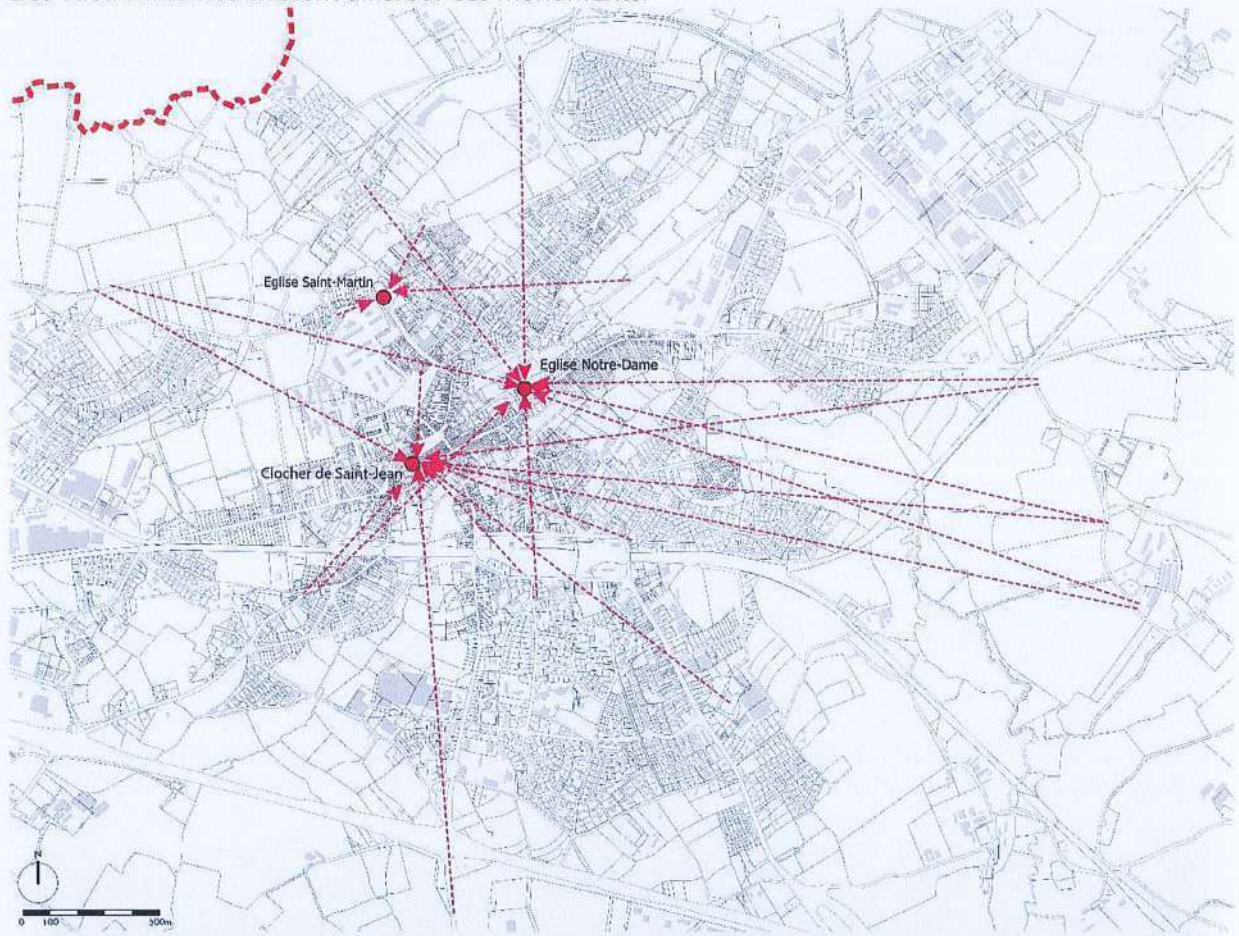 Eglise Saint-Martin
Eglise Notre-Dame
Clocher de Saint-Jean
N
0 100 500m